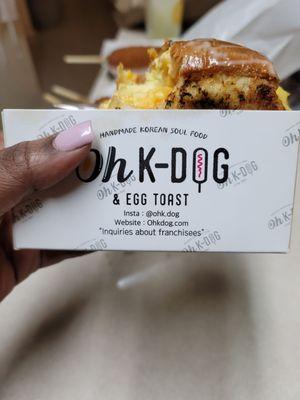 HANDMADE KOREAN SOUL FOOD
Oh K-DOG
& EGG TOAST
Insta : @ohk.dog
Website : Ohkdog.com
"Inquiries about franchisees"